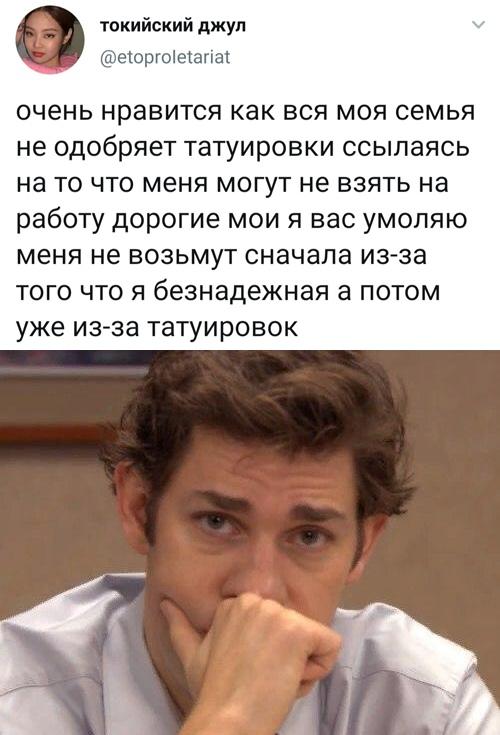 токийский джул
@etoproletariat
очень нравится как вся моя семья
не одобряет татуировки ссылаясь
на то что меня могут не взять на
работу дорогие мои я вас умоляю
меня не возьмут сначала из-за
того что я безнадежная а потом
уже из-за татуировок